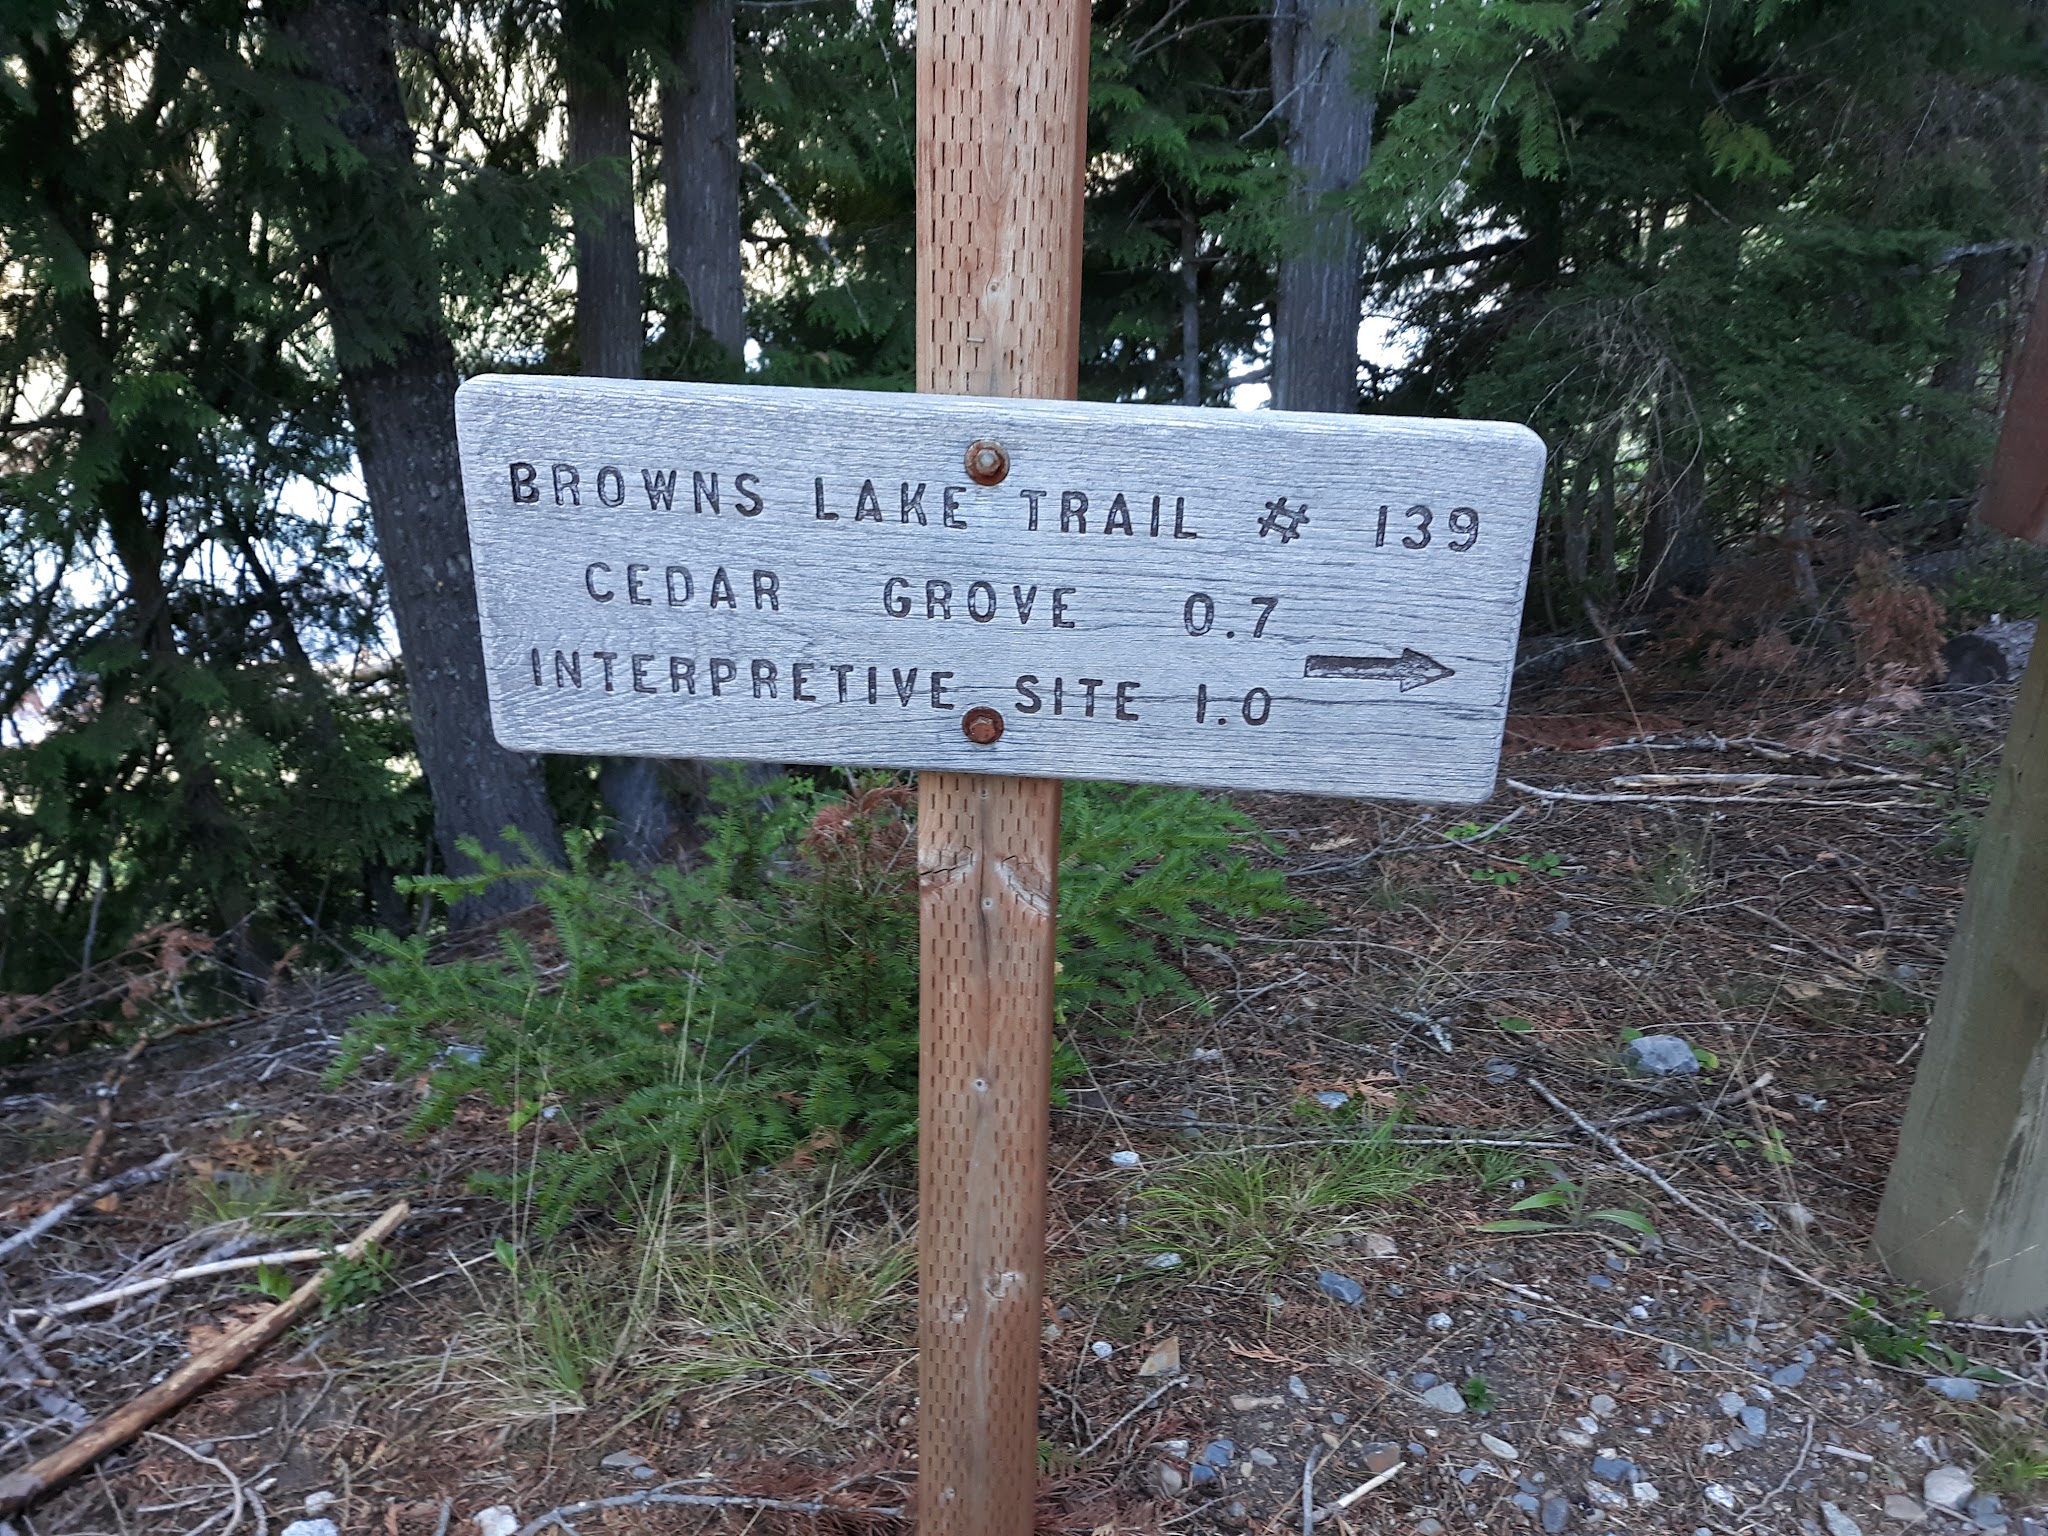 BROWNS LAKE TRAIL # 139
CEDAR GROVE 0.7
INTERPRETIVE SITE 1.0